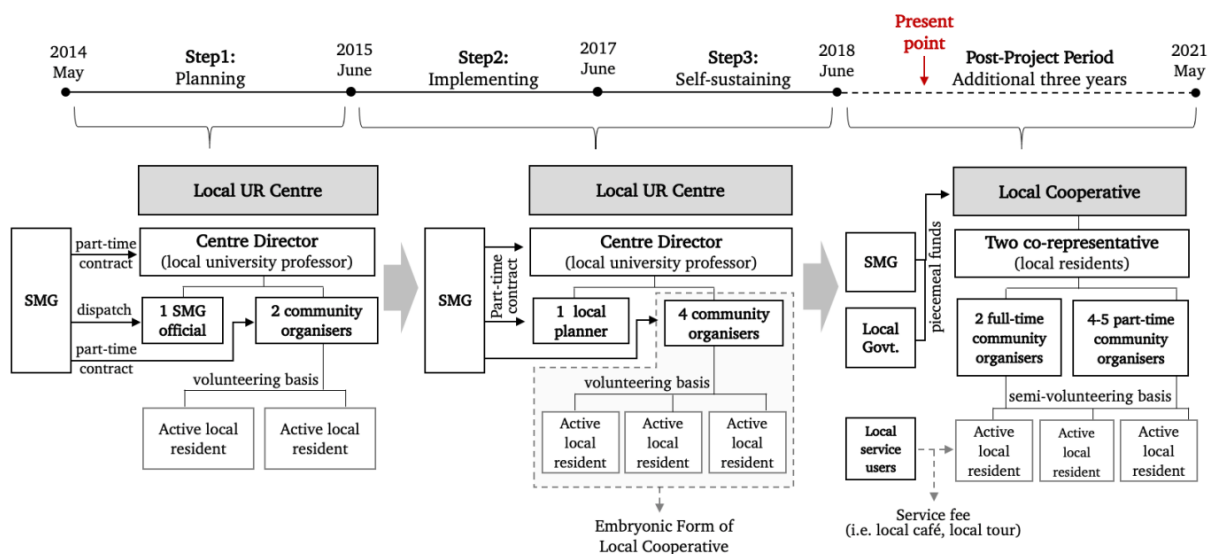 2014
May
Step1:
Planning
2015
June
Step2:
Implementing
2017
June
Step3:
Self-sustaining
2018
June
Present
point
Post-Project Period
Additional three years
2021
May
Local UR Centre
SMG
part-time
contract
Centre Director
(local university professor)
dispatch
1 SMG
official
2 community
organisers
part-time
contract
volunteering basis
Active local
resident
Active local
resident
Local UR Centre
SMG
Part-time
contract
Centre Director
(local university professor)
1 local
planner
4 community
organisers
volunteering basis
Active
local
resident
Active
local
resident
Active
local
resident
Embryonic Form of
Local Cooperative
Local Cooperative
SMG
Local
Govt.
piecemeal funds
Two co-representative
(local residents)
2 full-time
community
organisers
4-5 part-time
community
organisers
semi-volunteering basis
Local
service
users
Active
local
resident
Active
local
resident
Active
local
resident
Service fee
(i.e. local café, local tour)